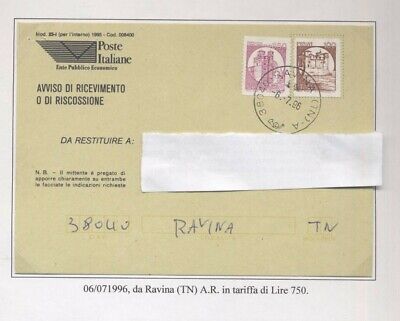 Mod. 23-I (per l'interno) 1995 - Cod. 008400
Poste
Italiane
Ente Pubblico Economico
AVVISO DI RICEVIMENTO
O DI RISCOSSIONE
DA RESTITUIRE A:
N. B. - Il mittente è pregato di
apporre chiaramente su entrambe
le facciate le indicazioni richieste
38040 RAVINA TN
06/071996, da Ravina (TN) A.R. in tariffa di Lire 750.